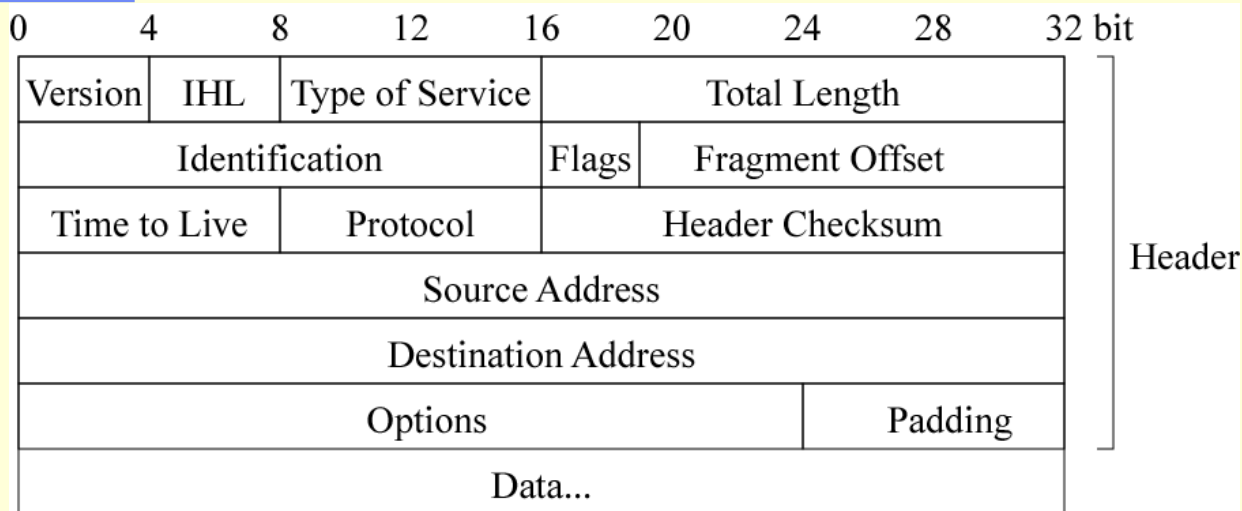 0 4 8 12 16 20 24 28 32 bit
Version IHL Type of Service Total Length
Identification Flags Fragment Offset
Time to Live Protocol Header Checksum
Source Address
Header
Destination Address
Options Padding
Data...